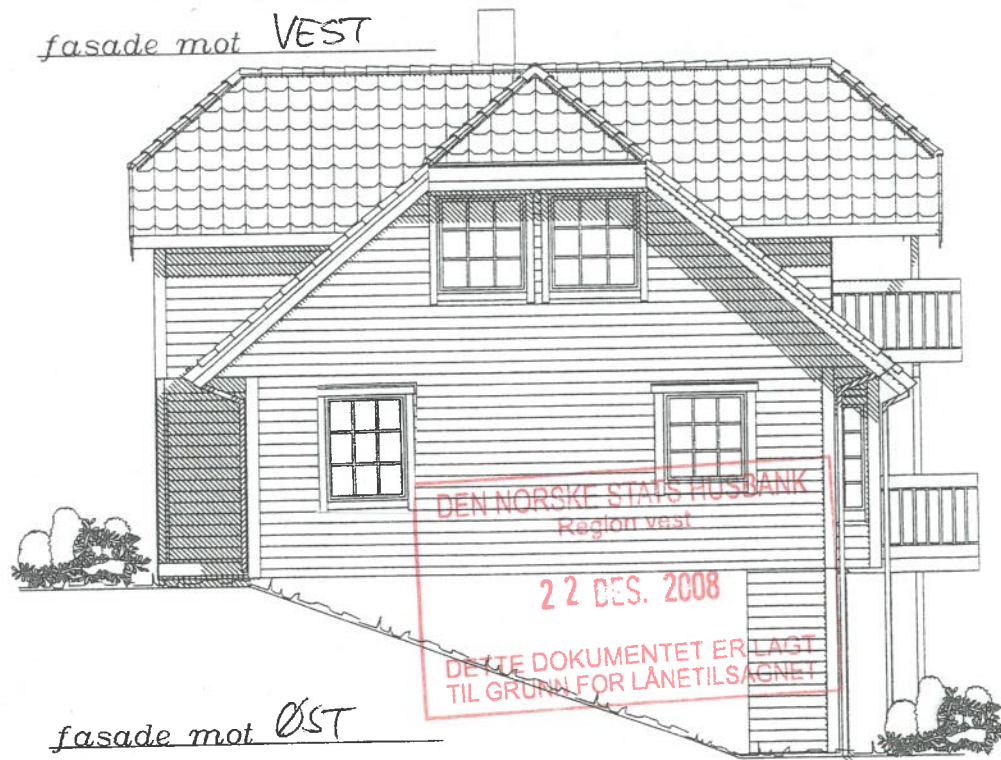 fasade mot VEST
DEN NORSKE STATS HUSBANK
Region vest
22 DES. 2008
DETTE DOKUMENTET ER LAGT
TIL GRUNN FOR LÅNETILSAGNET
fasade mot ØST